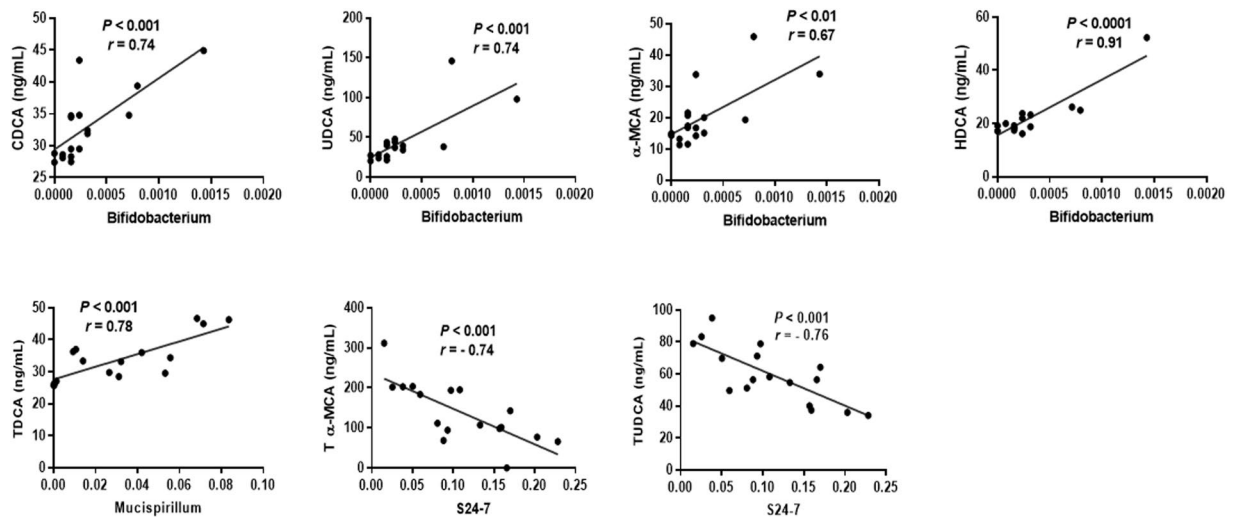 P < 0.001
r = 0.74
CDCA (ng/mL)
50
45
40
35
30
25
0.0000 0.0005 0.0010 0.0015 0.0020
Bifidobacterium
P < 0.001
r = 0.74
UDCA (ng/mL)
200
150
100
50
0
0.0000 0.0005 0.0010 0.0015 0.0020
Bifidobacterium
P < 0.01
r = 0.67
α-MCA (ng/mL)
50
40
30
20
10
0
0.0000 0.0005 0.0010 0.0015 0.0020
Bifidobacterium
P < 0.0001
r = 0.91
HDCA (ng/mL)
60
40
20
0
0.0000 0.0005 0.0010 0.0015 0.0020
Bifidobacterium
P < 0.001
r = 0.78
TDCA (ng/mL)
50
40
30
20
10
0
0.00 0.02 0.04 0.06 0.08 0.10
Mucispirillum
P < 0.001
r = - 0.74
T α-MCA (ng/mL)
400
300
200
100
0
0.00 0.05 0.10 0.15 0.20 0.25
S24-7
P < 0.001
r = - 0.76
TUDCA (ng/mL)
100
80
60
40
20
0
0.00 0.05 0.10 0.15 0.20 0.25
S24-7